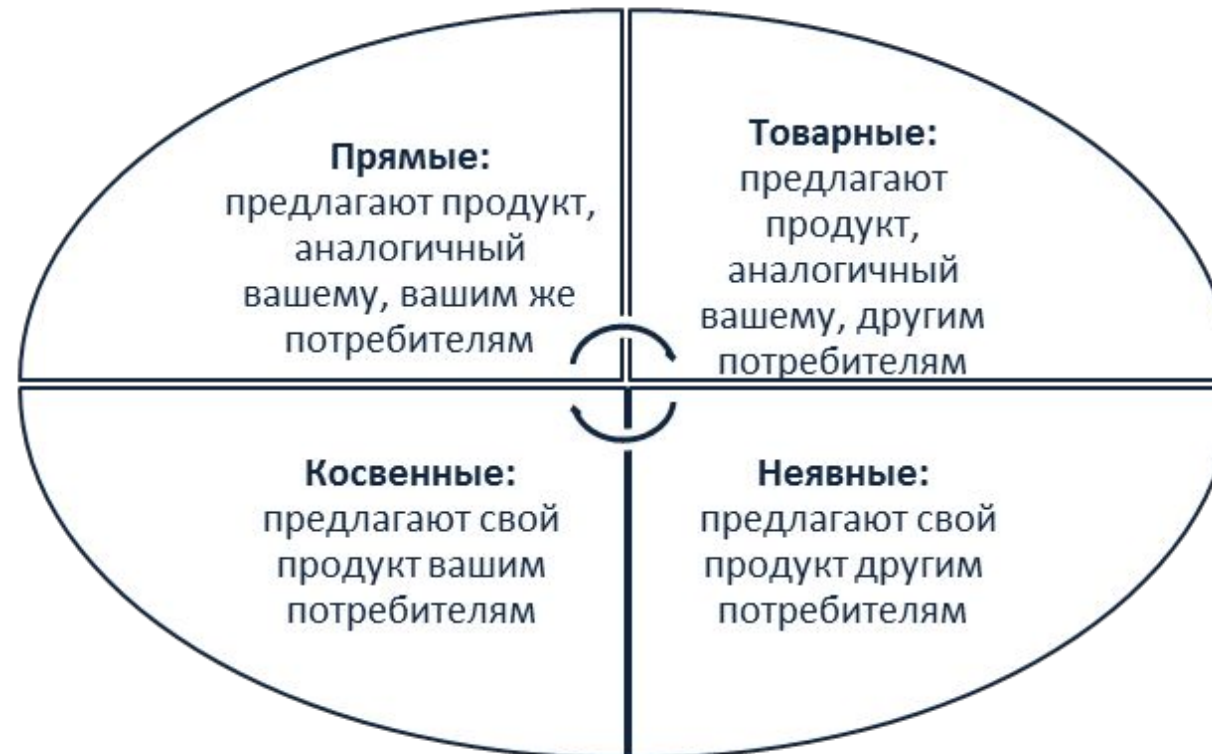 Прямые:
предлагают продукт,
аналогичный
вашему, вашим же
потребителям
Товарные:
предлагают
продукт,
аналогичный
вашему, другим
потребителям
Косвенные:
предлагают свой
продукт вашим
потребителям
Неявные:
предлагают свой
продукт другим
потребителям